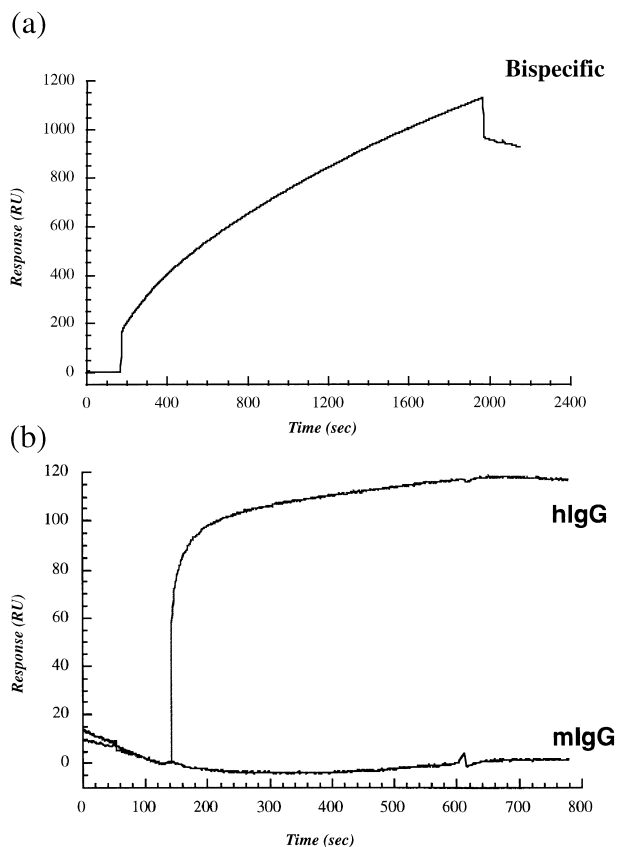 (a)
Bispecific
1200
1000
800
600
400
200
0
Response (RU)
0 400 800 1200 1600 2000 2400
Time (sec)
(b)
120
100
80
60
40
20
0
hIgG
mIgG
Response (RU)
0 100 200 300 400 500 600 700 800
Time (sec)